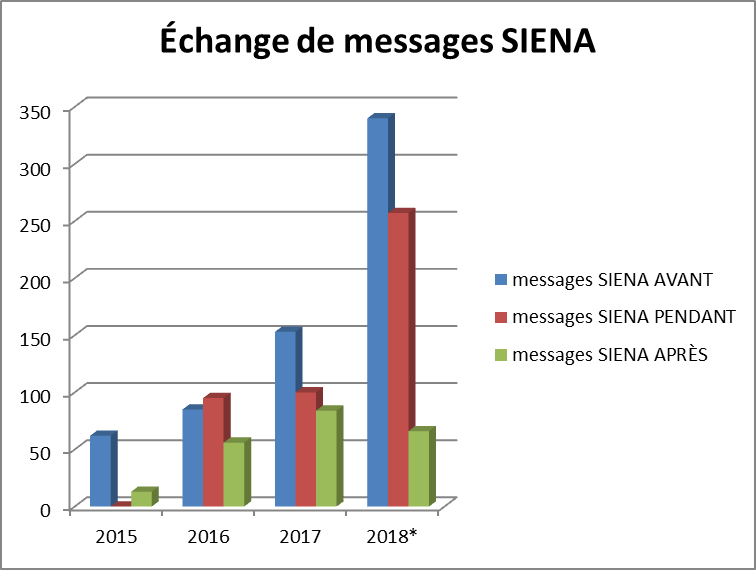 Échange de messages SIENA
350
300
250
200
150
100
50
0
2015 2016 2017 2018*
messages SIENA AVANT
messages SIENA PENDANT
messages SIENA APRÈS